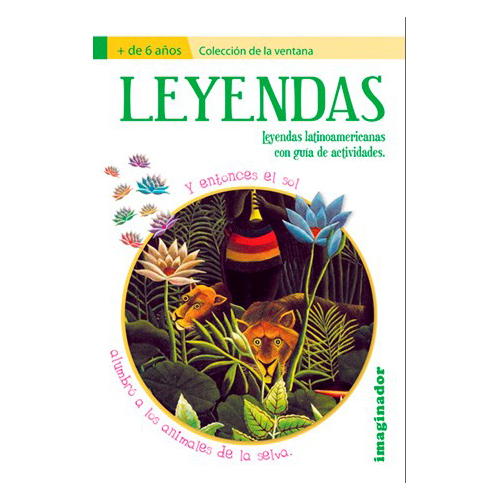 + de 6 años
Colección de la ventana
LEYENDAS
Leyendas latinoamericanas
con guía de actividades.
Y entonces el sol
alumbró a los animales de la selva.
imaginador